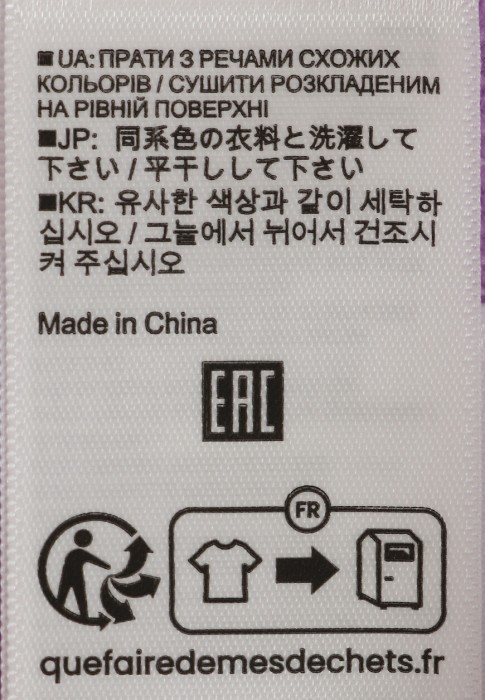 ■ UA: ПРАТИ З РЕЧАМИ СХОЖИХ
КОЛЬОРІВ / СУШИТИ РОЗКЛАДЕНИМ
НА РІВНІЙ ПОВЕРХНІ
■JP: 同系色の衣料と洗濯して
下さい / 平干しして下さい
■KR: 유사한 색상과 같이 세탁하
십시오 / 그늘에서 뉘어서 건조시
켜 주십시오
Made in China
EAC
FR
quefairedemesdechets.fr